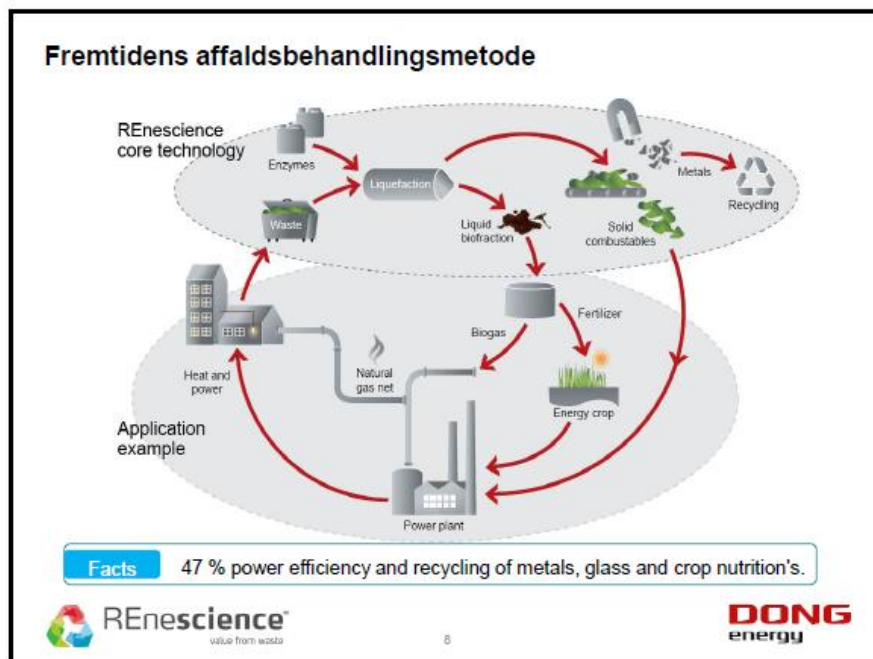 Fremtidens affaldsbehandlingsmetode
REnescience
core technology
Enzymes
Liquefaction
Waste
Liquid
biofraction
Metals
Recycling
Solid
combustables
Fertilizer
Biogas
Natural
gas net
Heat and
power
Energy crop
Application
example
Power plant
Facts 47 % power efficiency and recycling of metals, glass and crop nutrition's.
REnescience™
value from waste
8
DONG
energy